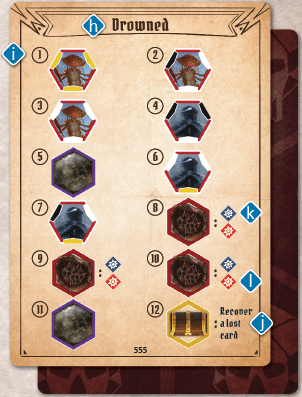 h Drowned
i
1 2
3 4
5 6
7 8 : k
9 : 10 : l
11 12 : Recover
a lost
card
j
555